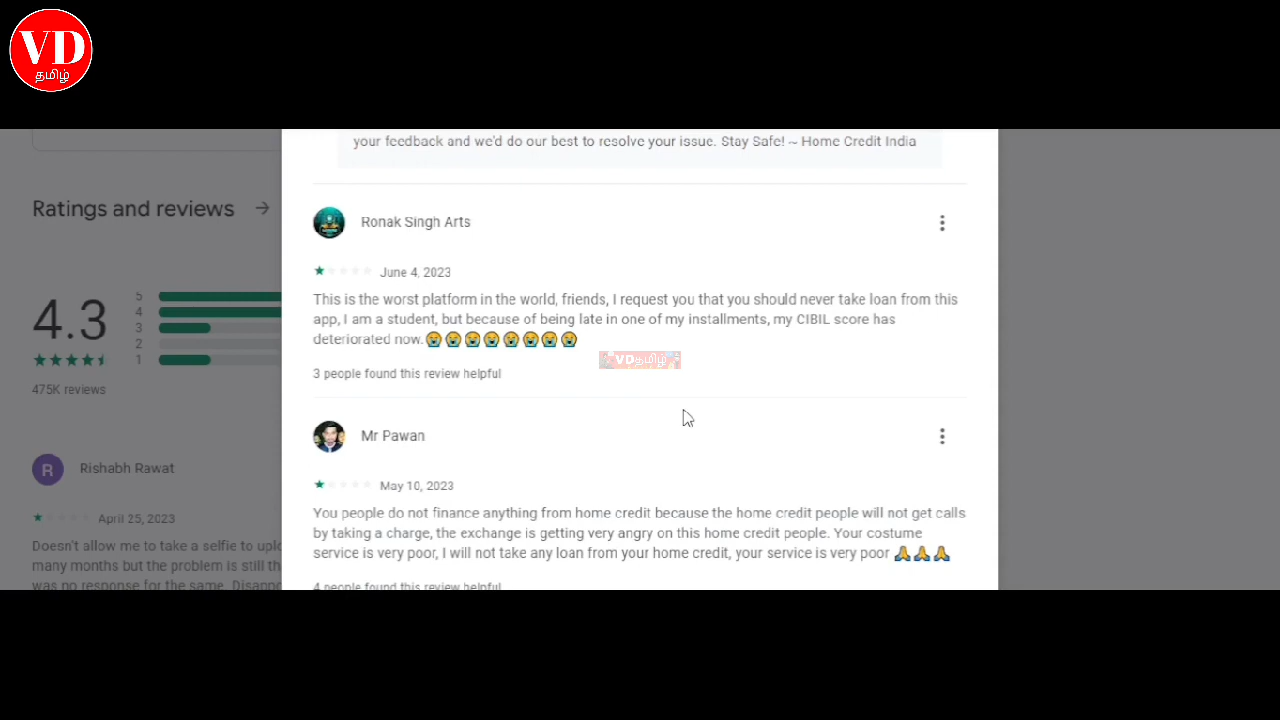 VD
தமிழ்
your feedback and we'd do our best to resolve your issue. Stay Safe! ~ Home Credit India
Ratings and reviews
4.3
5
4
3
2
1
475K reviews
R
Rishabh Rawat
April 25, 2023
Doesn't allow me to take a selfie to uplo
many months but the problem is still th
was no response for the same. Disappo
Ronak Singh Arts
June 4, 2023
This is the worst platform in the world, friends, I request you that you should never take loan from this
app, I am a student, but because of being late in one of my installments, my CIBIL score has
deteriorated now.😭😭😭😭😭😭😭😭
VDதமிழ்
3 people found this review helpful
Mr Pawan
May 10, 2023
You people do not finance anything from home credit because the home credit people will not get calls
by taking a charge, the exchange is getting very angry on this home credit people. Your costume
service is very poor, I will not take any loan from your home credit, your service is very poor 🙏🙏🙏
4 people found this review helpful